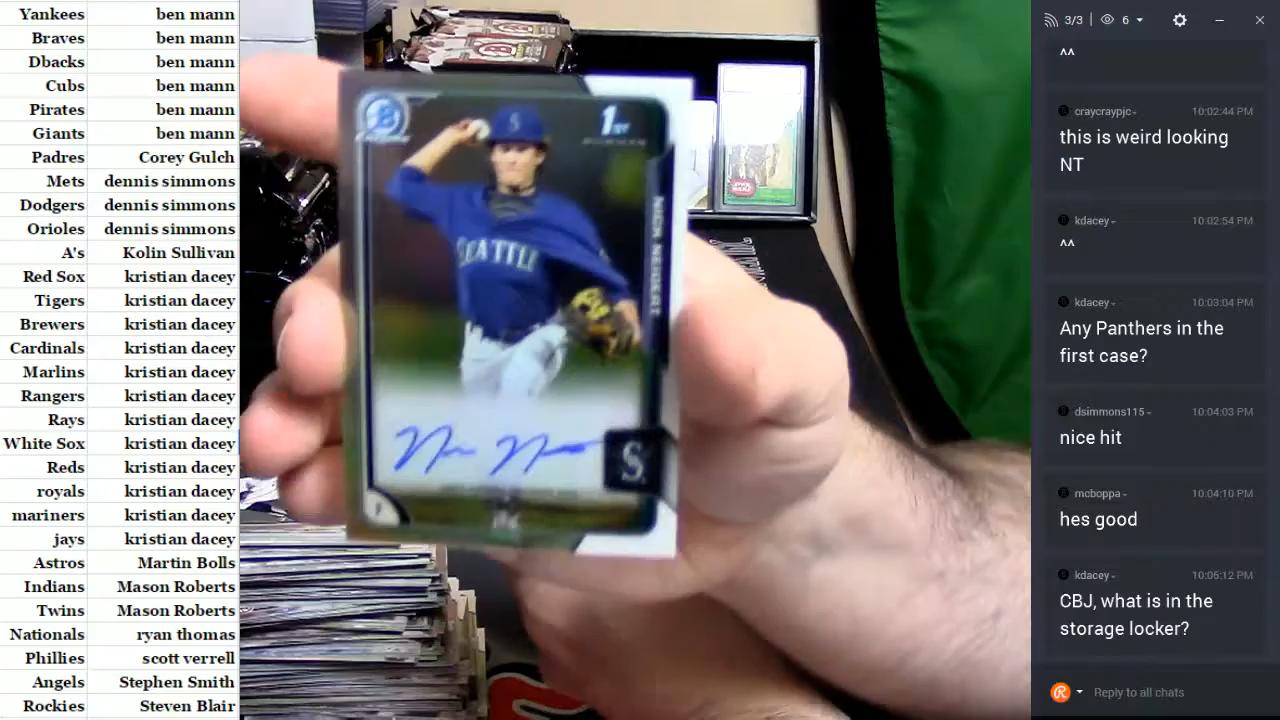 Yankees ben mann
Braves ben mann
Dbacks ben mann
Cubs ben mann
Pirates ben mann
Giants ben mann
Padres Corey Gulch
Mets dennis simmons
Dodgers dennis simmons
Orioles dennis simmons
A's Kolin Sullivan
Red Sox kristian dacey
Tigers kristian dacey
Brewers kristian dacey
Cardinals kristian dacey
Marlins kristian dacey
Rangers kristian dacey
Rays kristian dacey
White Sox kristian dacey
Reds kristian dacey
royals kristian dacey
mariners kristian dacey
jays kristian dacey
Astros Martin Bolls
Indians Mason Roberts
Twins Mason Roberts
Nationals ryan thomas
Phillies scott verrell
Angels Stephen Smith
Rockies Steven Blair
B
1ST
BOWMAN
S
SEATTLE
NICK NEIDERT
S
STAR WARS
3/3 6
^^
craycraypjc 10:02:44 PM
this is weird looking
NT
kdacey 10:02:54 PM
^^
kdacey 10:03:04 PM
Any Panthers in the
first case?
dsimmons115 10:04:03 PM
nice hit
mcboppa 10:04:10 PM
hes good
kdacey 10:05:12 PM
CBJ, what is in the
storage locker?
Reply to all chats